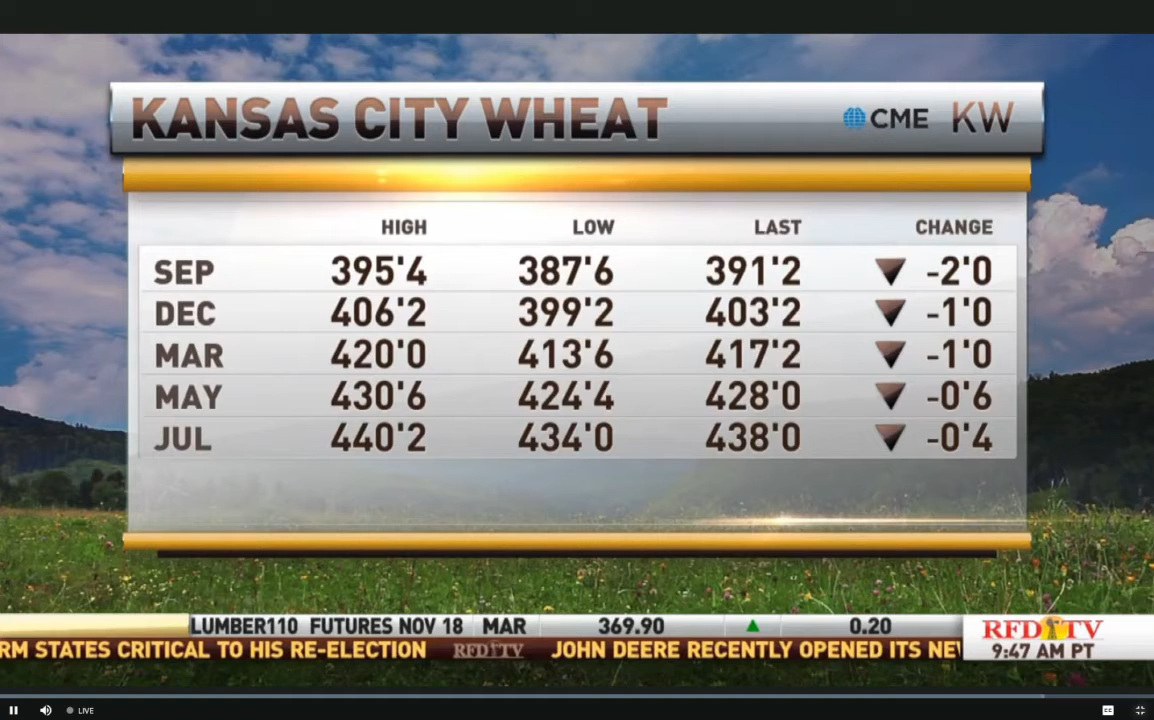 KANSAS CITY WHEAT CME KW
HIGH LOW LAST CHANGE
SEP 395'4 387'6 391'2 -2'0
DEC 406'2 399'2 403'2 -1'0
MAR 420'0 413'6 417'2 -1'0
MAY 430'6 424'4 428'0 -0'6
JUL 440'2 434'0 438'0 -0'4
LUMBER110 FUTURES NOV 18 MAR 369.90 0.20
RFD TV
RM STATES CRITICAL TO HIS RE-ELECTION RFD TV JOHN DEERE RECENTLY OPENED ITS NEW
9:47 AM PT
LIVE CC